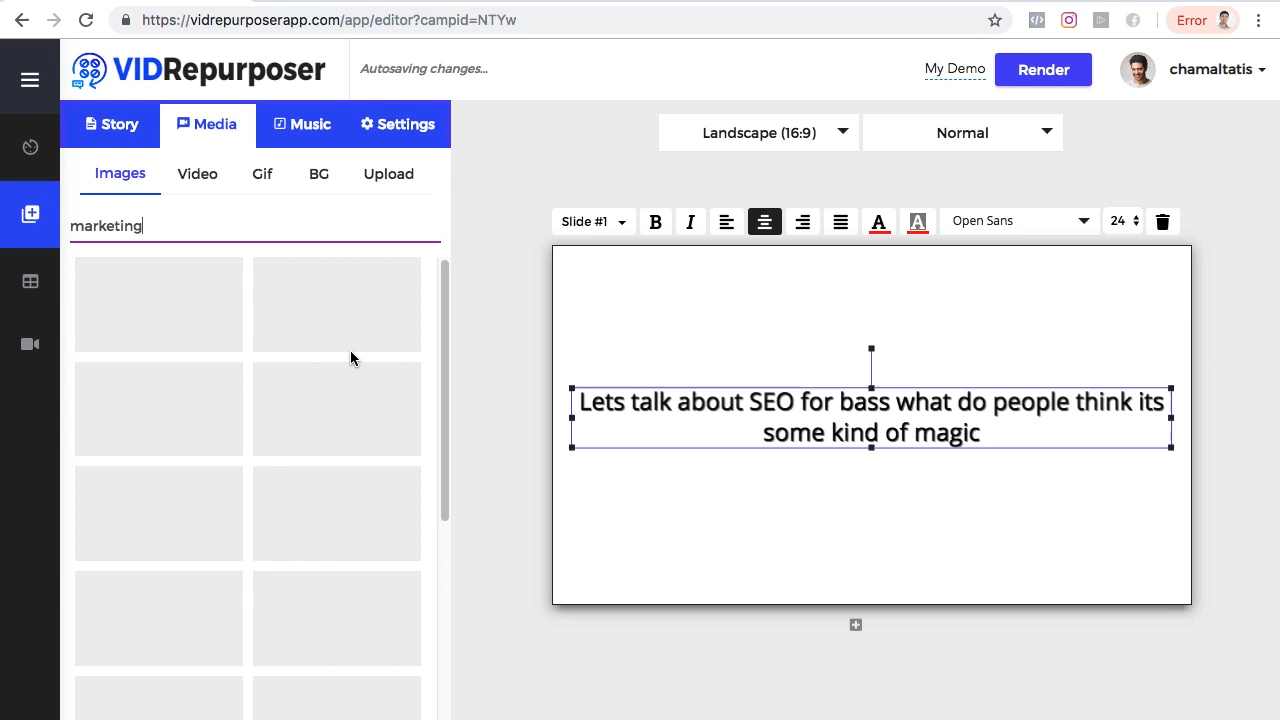 https://vidrepurposerapp.com/app/editor?campid=NTYw
Error
VIDRepurposer
Autosaving changes...
My Demo
Render
chamaltatis
Story
Media
Music
Settings
Landscape (16:9)
Normal
Images
Video
Gif
BG
Upload
marketing
Slide #1
B
I
A
A
Open Sans
24
Lets talk about SEO for bass what do people think its
some kind of magic